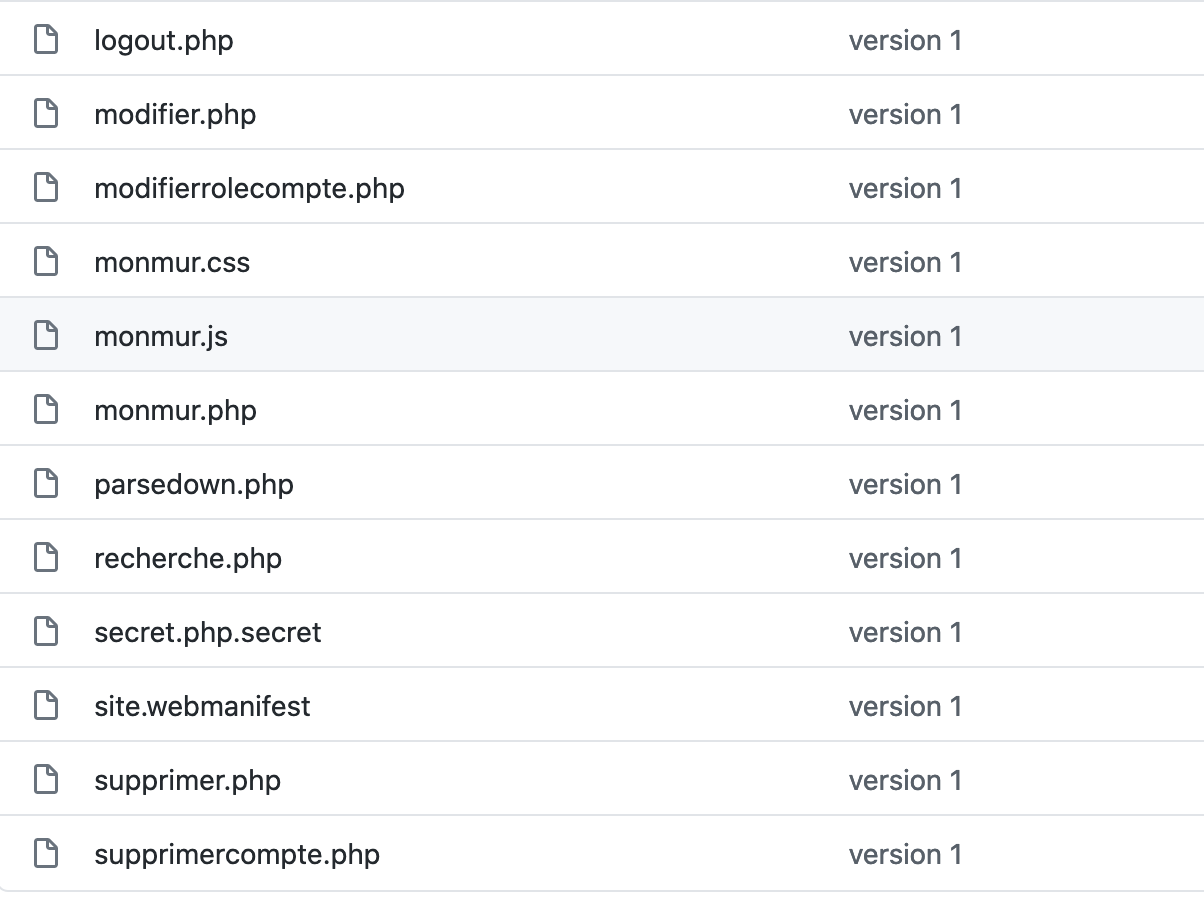 logout.php version 1
modifier.php version 1
modifierrolecompte.php version 1
monmur.css version 1
monmur.js version 1
monmur.php version 1
parsedown.php version 1
recherche.php version 1
secret.php.secret version 1
site.webmanifest version 1
supprimer.php version 1
supprimercompte.php version 1